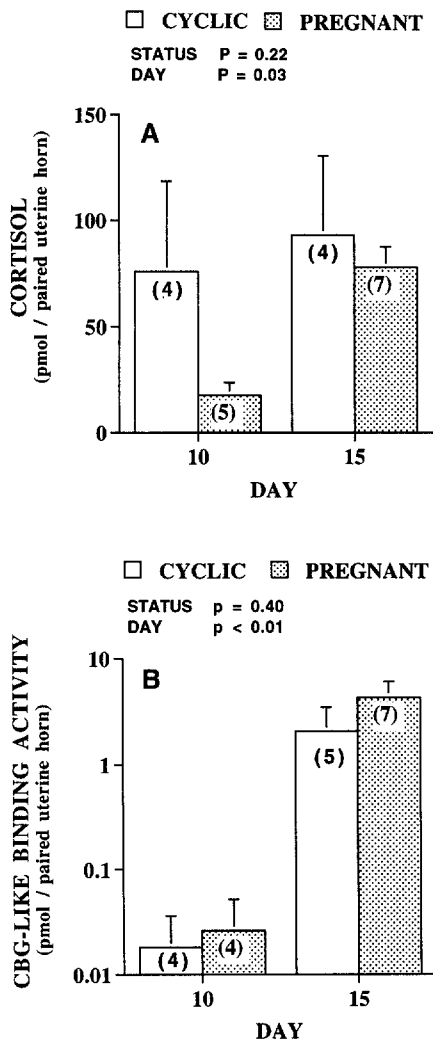 CYCLIC PREGNANT
STATUS P = 0.22
DAY P = 0.03
A
CORTISOL
(pmol / paired uterine horn)
150
100
50
0
(4)
(5)
(4)
(7)
10 15
DAY
CYCLIC PREGNANT
STATUS p = 0.40
DAY p < 0.01
B
CBG-LIKE BINDING ACTIVITY
(pmol / paired uterine horn)
10
1
0.1
0.01
(4)
(4)
(5)
(7)
10 15
DAY